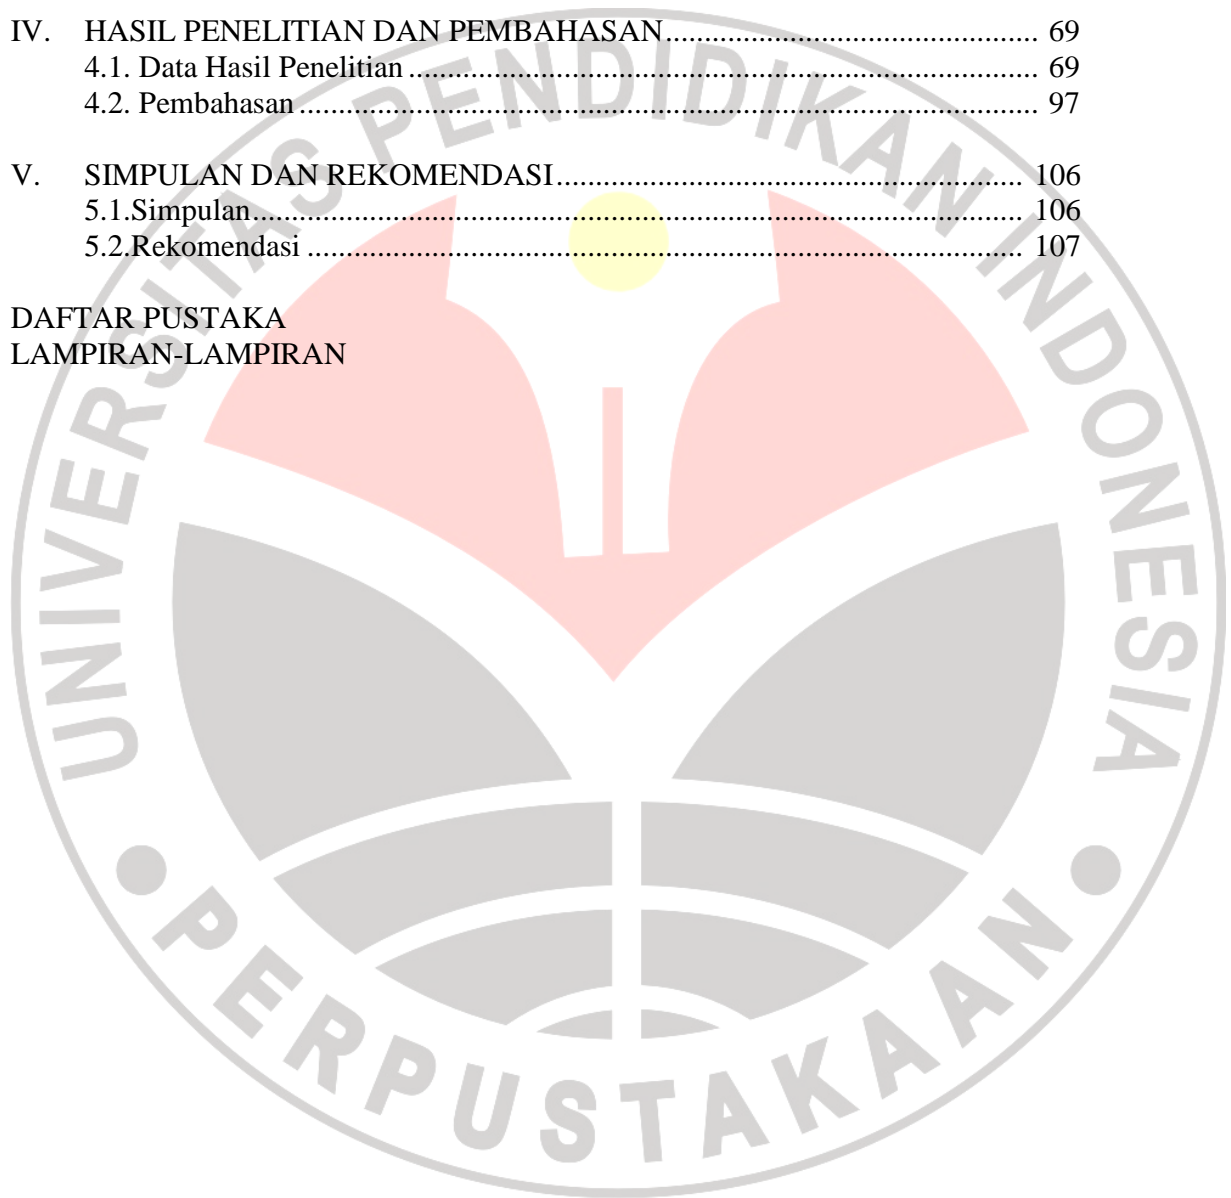 IV. HASIL PENELITIAN DAN PEMBAHASAN................................................ 69
4.1. Data Hasil Penelitian ................................................................................. 69
4.2. Pembahasan ............................................................................................... 97
V. SIMPULAN DAN REKOMENDASI............................................................ 106
5.1.Simpulan................................................................................................... 106
5.2.Rekomendasi ............................................................................................ 107
DAFTAR PUSTAKA
LAMPIRAN-LAMPIRAN
UNIVERSITAS PENDIDIKAN INDONESIA
PERPUSTAKAAN